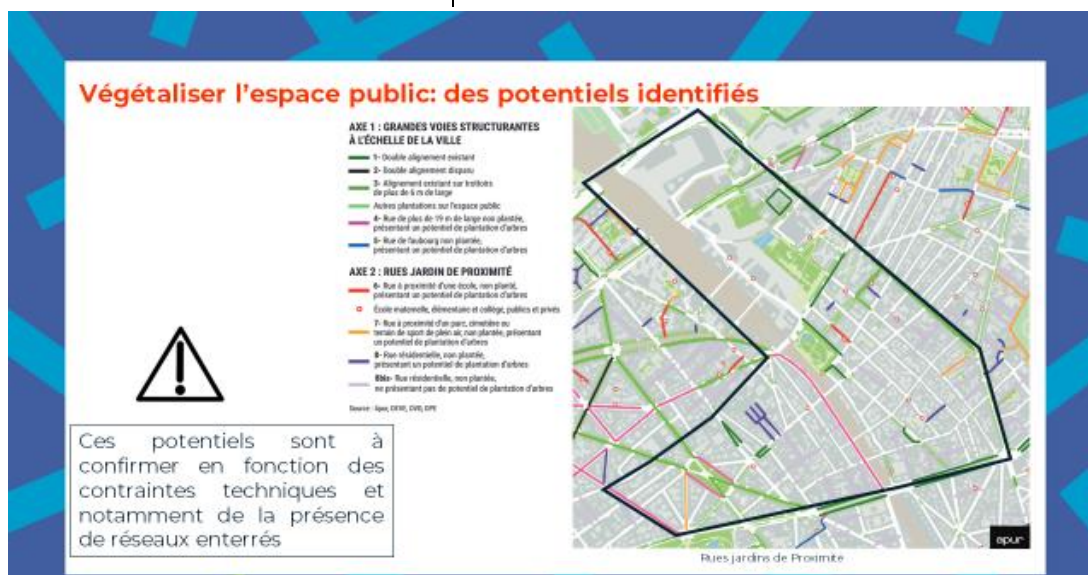 Végétaliser l’espace public: des potentiels identifiés
AXE 1 : GRANDES VOIES STRUCTURANTES
À L'ÉCHELLE DE LA VILLE
1- Double alignement existant
2- Double alignement disparu
3- Alignement existant sur trottoirs
de plus de 6 m de large
Autres plantations sur l'espace public
4- Rue de plus de 19 m de large non plantée,
présentant un potentiel de plantation d'arbres
5- Rue de faubourg non plantée,
présentant un potentiel de plantation d'arbres
AXE 2 : RUES JARDIN DE PROXIMITÉ
6- Rue à proximité d'une école, non planté,
présentant un potentiel de plantation d'arbres
École maternelle, élémentaire et collège, publics et privés
7- Rue à proximité d'un parc, cimetière ou
terrain de sport de plein air, non plantée, présentant
un potentiel de plantation d'arbres
8- Rue résidentielle, non plantée,
présentant un potentiel de plantation d'arbres
8bis- Rue résidentielle, non plantée,
ne présentant pas de potentiel de plantation d'arbres
Source : Apur, DEVE, DVD, DPE
Ces potentiels sont à
confirmer en fonction des
contraintes techniques et
notamment de la présence
de réseaux enterrés
apur
Rues jardins de Proximité